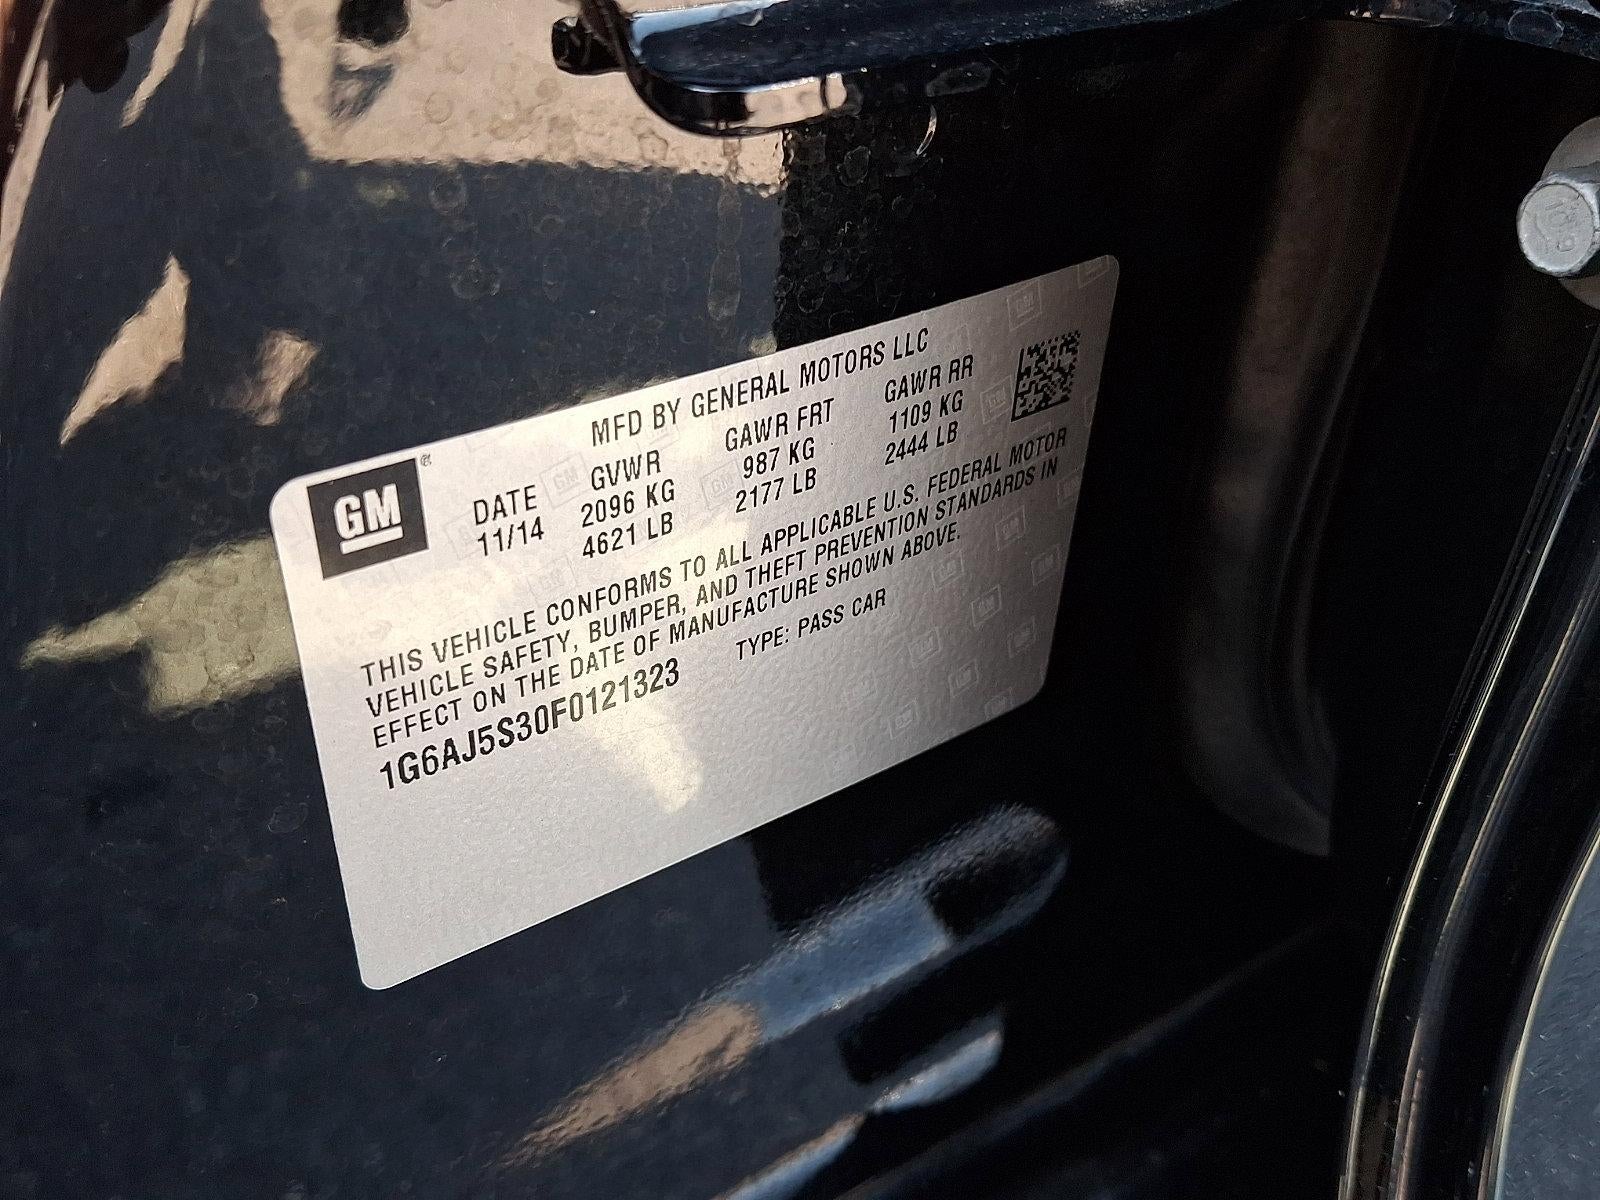 MFD BY GENERAL MOTORS LLC
GM®
DATE GVWR GAWR FRT GAWR RR
11/14 2096 KG 987 KG 1109 KG
4621 LB 2177 LB 2444 LB
THIS VEHICLE CONFORMS TO ALL APPLICABLE U.S. FEDERAL MOTOR
VEHICLE SAFETY, BUMPER, AND THEFT PREVENTION STANDARDS IN
EFFECT ON THE DATE OF MANUFACTURE SHOWN ABOVE.
1G6AJ5S30F0121323 TYPE: PASS CAR